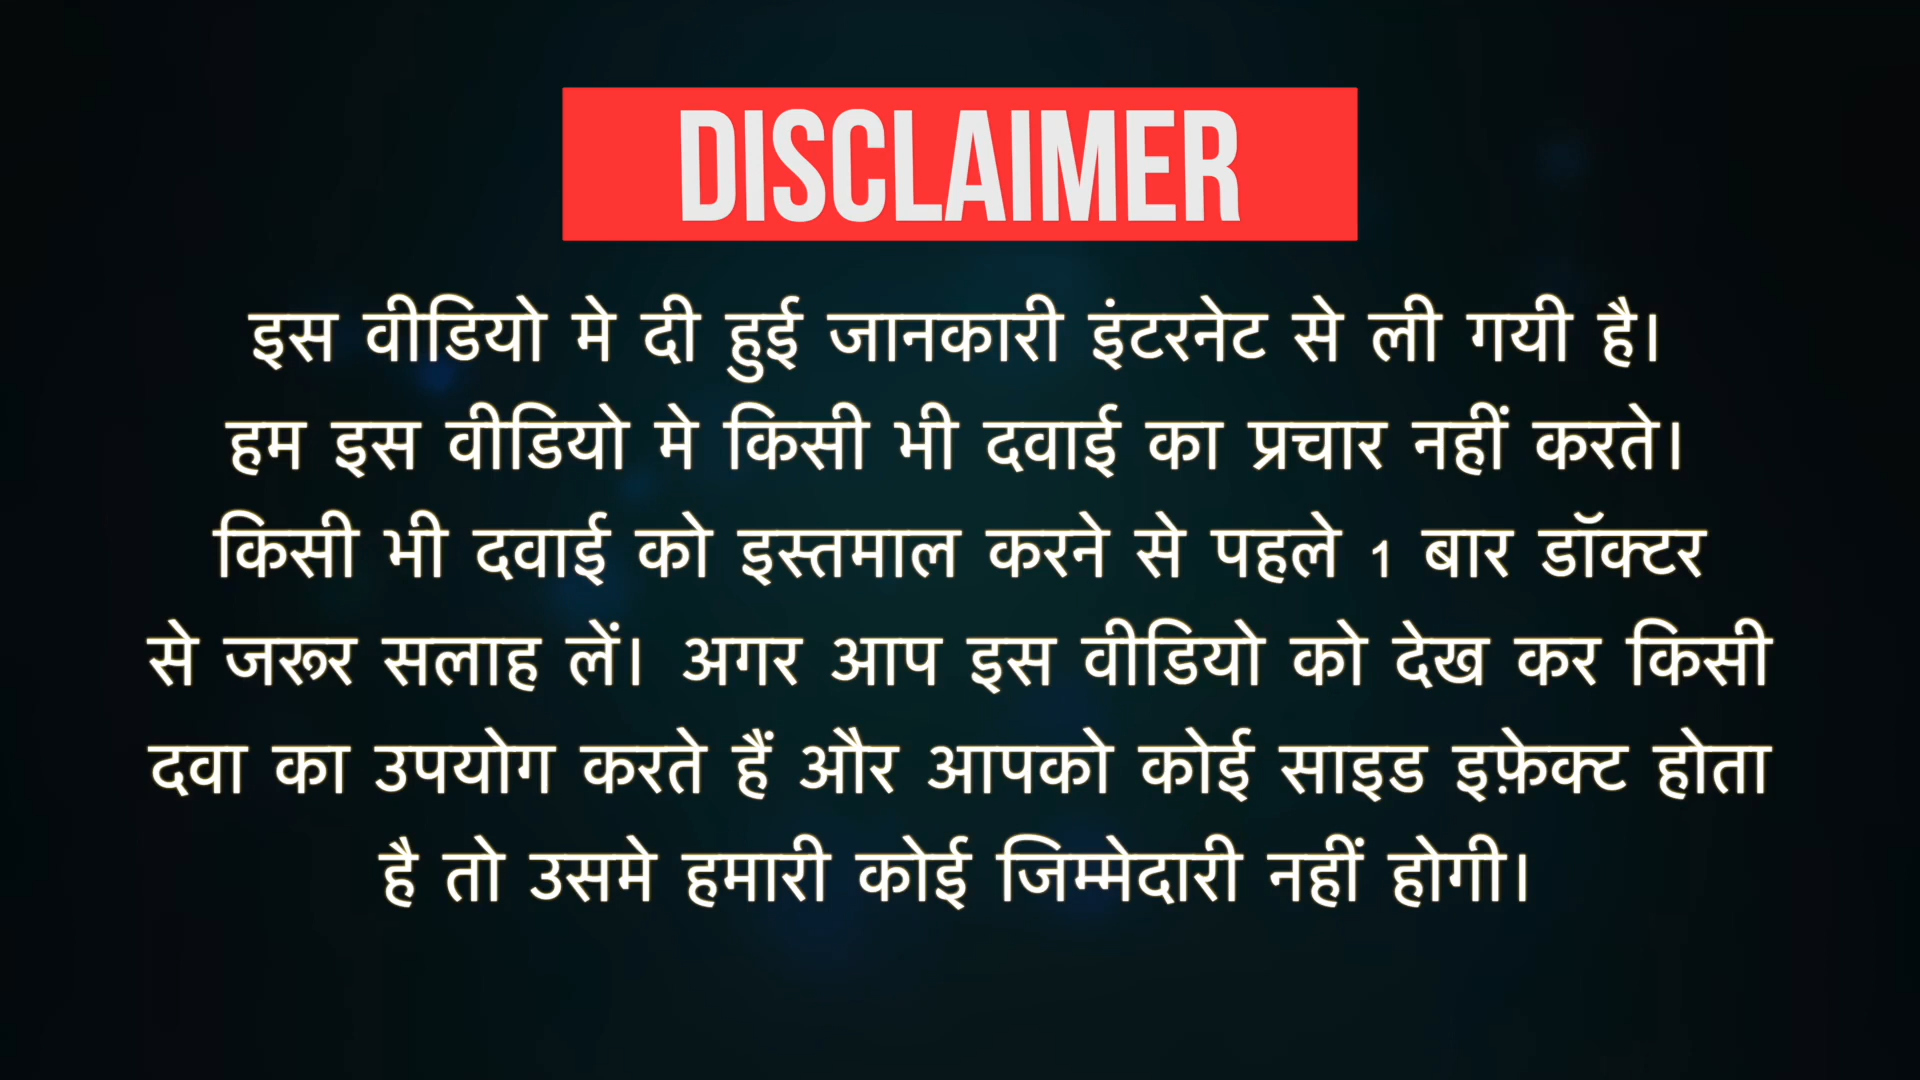 DISCLAIMER
इस वीडियो मे दी हुई जानकारी इंटरनेट से ली गयी है।
हम इस वीडियो मे किसी भी दवाई का प्रचार नहीं करते।
किसी भी दवाई को इस्तमाल करने से पहले 1 बार डॉक्टर
से जरूर सलाह लें। अगर आप इस वीडियो को देख कर किसी
दवा का उपयोग करते हैं और आपको कोई साइड इफ़ेक्ट होता
है तो उसमे हमारी कोई जिम्मेदारी नहीं होगी।